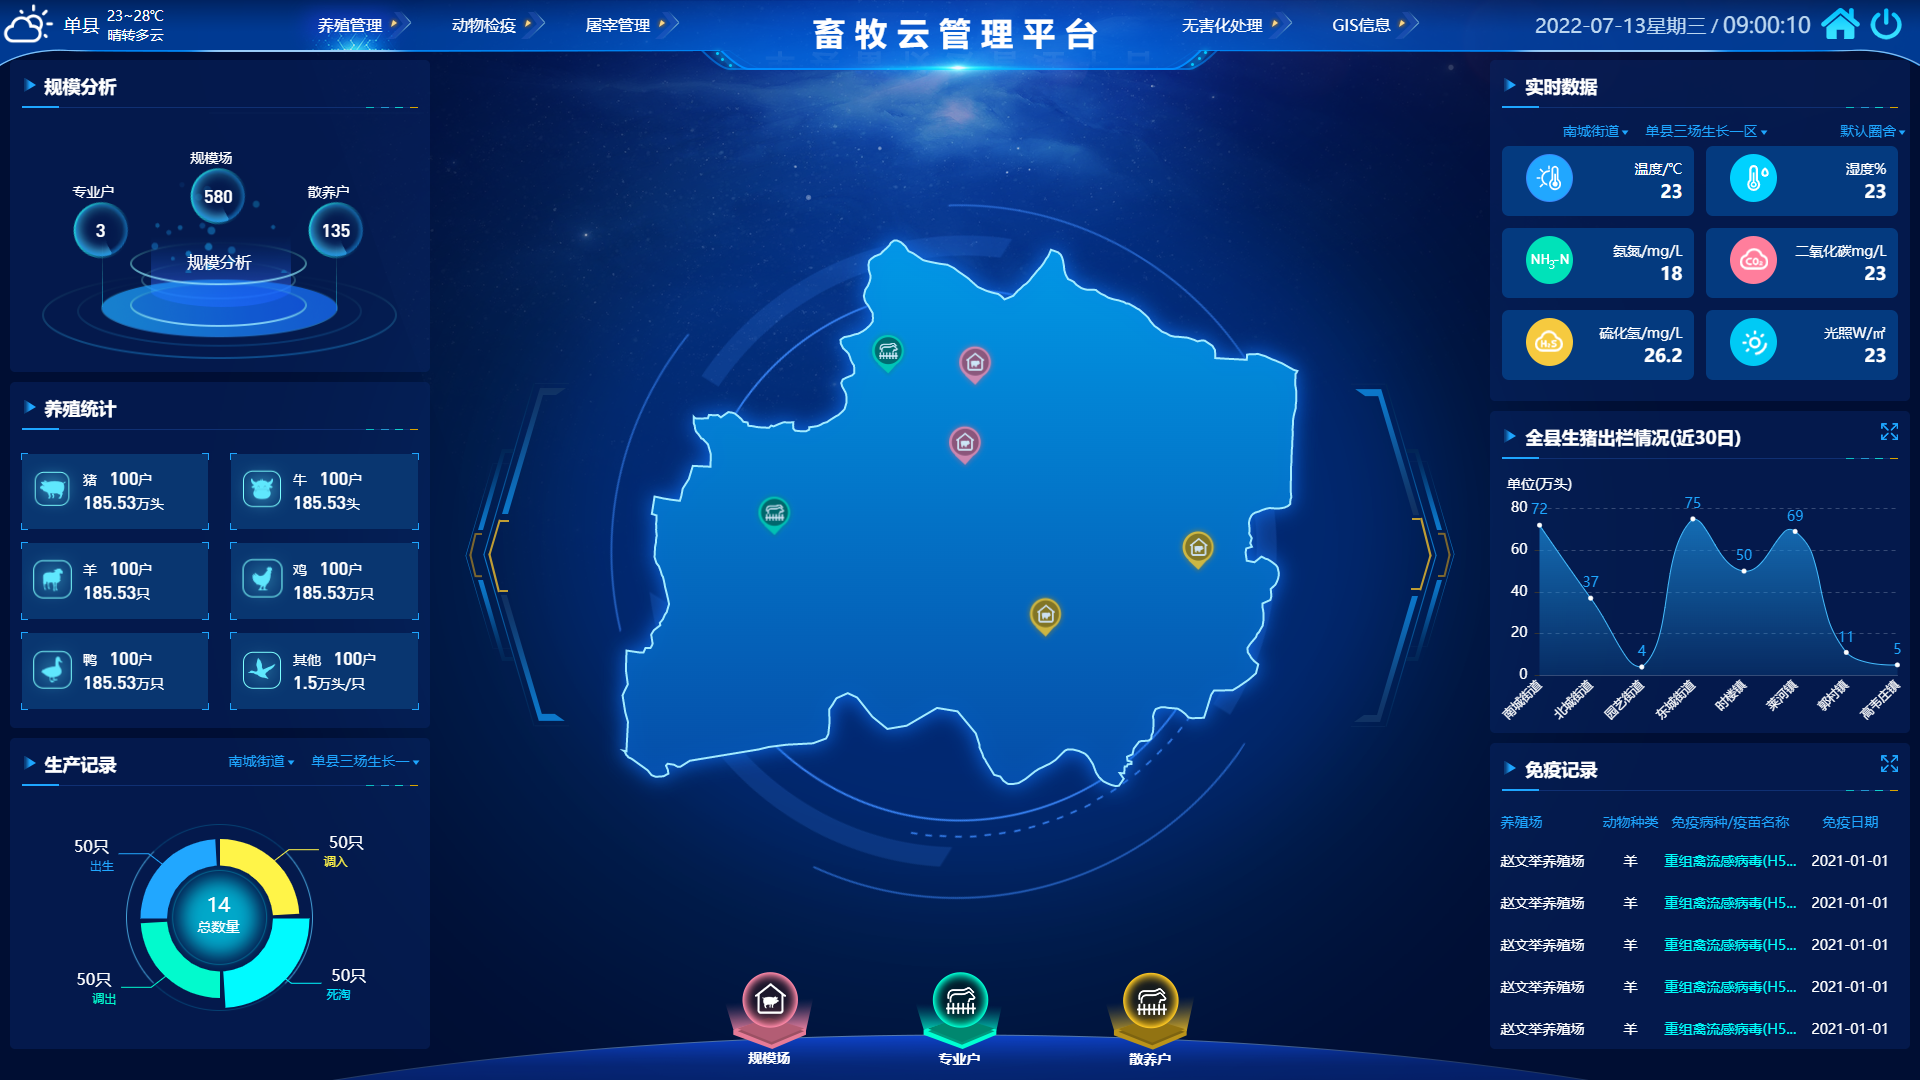 单县
23~28℃
晴转多云
养殖管理
动物检疫
屠宰管理
畜牧云管理平台
无害化处理
GIS信息
2022-07-13星期三 / 09:00:10
规模分析
规模场
580
专业户
3
散养户
135
规模分析
养殖统计
猪 100户
185.53万头
牛 100户
185.53头
羊 100户
185.53只
鸡 100户
185.53万只
鸭 100户
185.53万只
其他 100户
1.5万头/只
生产记录
南城街道
单县三场生长一
50只
出生
50只
调入
14
总数量
50只
调出
50只
死淘
规模场
专业户
散养户
实时数据
南城街道
单县三场生长一区
默认圈舍
温度/℃
23
湿度%
23
NH3-N
氨氮/mg/L
18
CO2
二氧化碳mg/L
23
H2S
硫化氢/mg/L
26.2
光照W/㎡
23
全县生猪出栏情况(近30日)
单位(万头)
80
60
40
20
0
72
37
4
75
50
69
11
5
南城街道
北城街道
园艺街道
东城街道
时楼镇
莱河镇
郭村镇
高韦庄镇
免疫记录
养殖场 动物种类 免疫病种/疫苗名称 免疫日期
赵文举养殖场 羊 重组禽流感病毒(H5... 2021-01-01
赵文举养殖场 羊 重组禽流感病毒(H5... 2021-01-01
赵文举养殖场 羊 重组禽流感病毒(H5... 2021-01-01
赵文举养殖场 羊 重组禽流感病毒(H5... 2021-01-01
赵文举养殖场 羊 重组禽流感病毒(H5... 2021-01-01